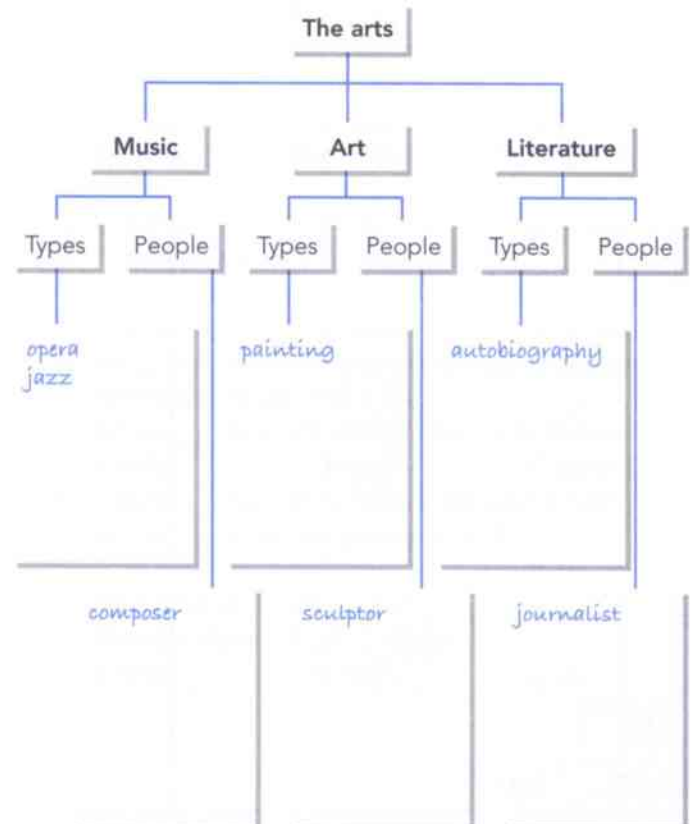 The arts
Music Art Literature
Types People Types People Types People
opera painting autobiography
jazz
composer sculptor journalist